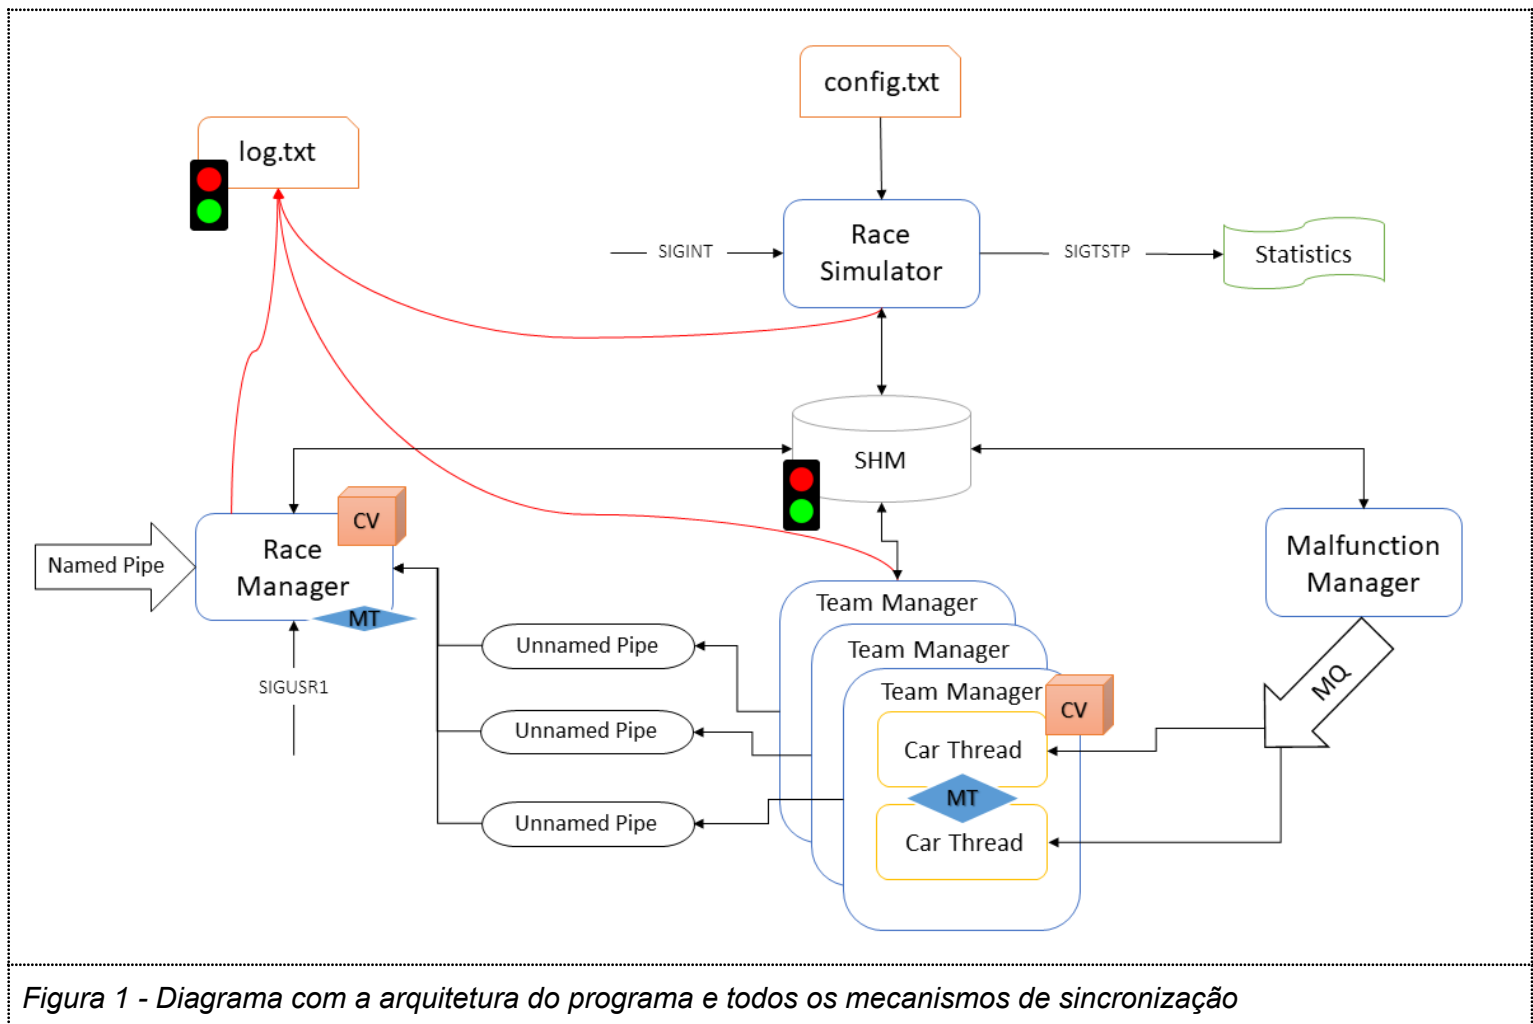 config.txt
log.txt
Race
Simulator
SIGINT
SIGTSTP
Statistics
SHM
CV
Race
Manager
MT
Named Pipe
SIGUSR1
Malfunction
Manager
MQ
Team Manager
Team Manager
Team Manager
CV
Unnamed Pipe
Unnamed Pipe
Unnamed Pipe
Car Thread
MT
Car Thread
Figura 1 - Diagrama com a arquitetura do programa e todos os mecanismos de sincronização